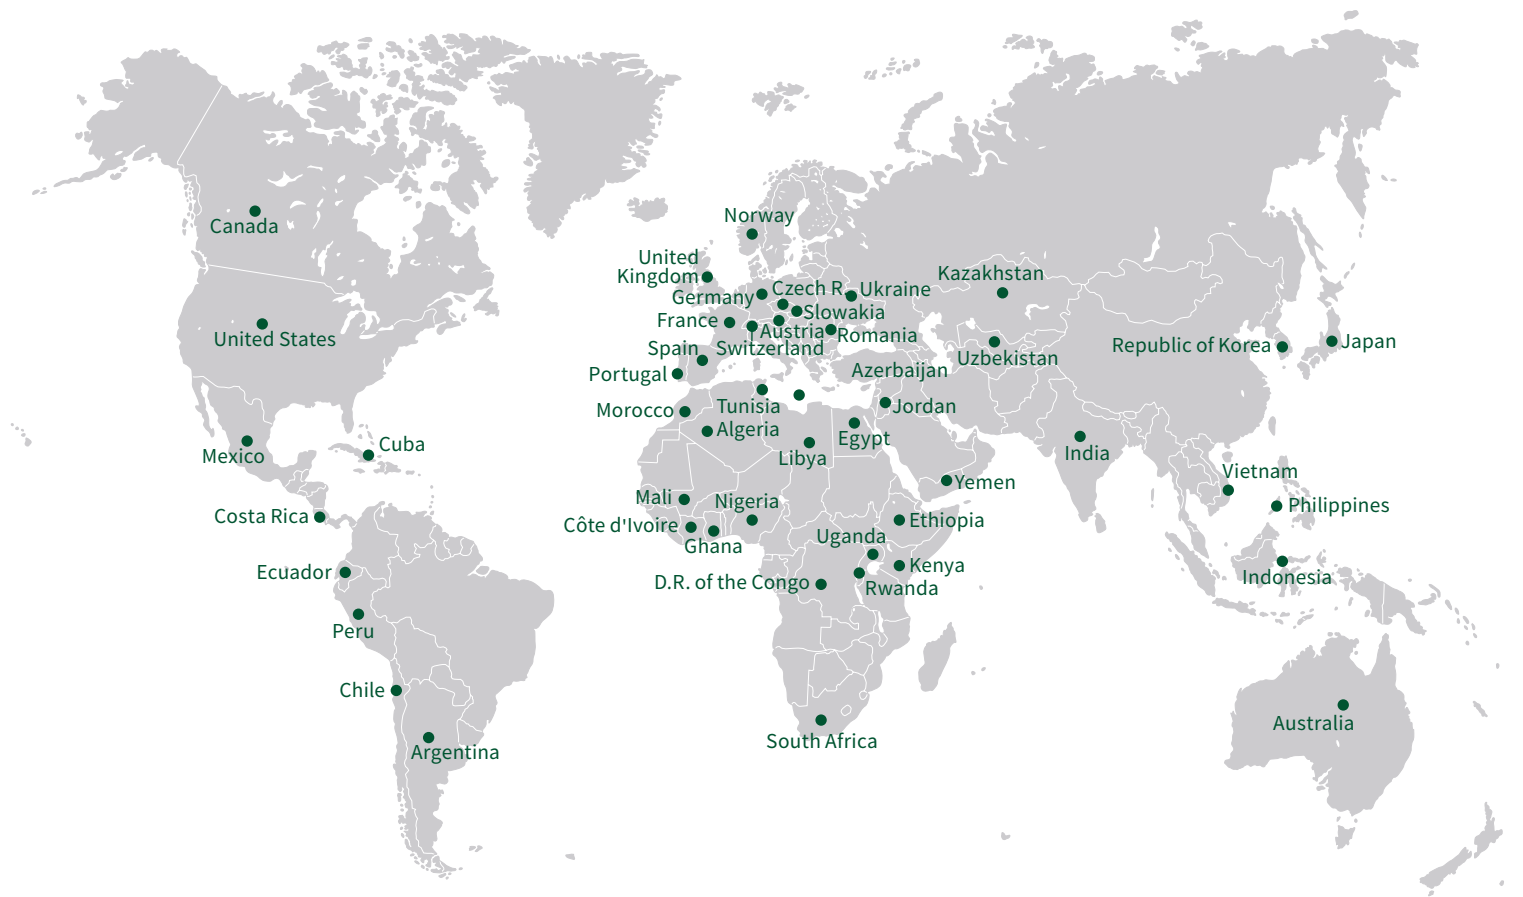 Norway
Canada
United
Kingdom
Kazakhstan
Czech R.
Ukraine
Germany
Slowakia
France
Austria
Romania
United States
Republic of Korea
Japan
Spain
Switzerland
Uzbekistan
Portugal
Azerbaijan
Morocco
Tunisia
Jordan
Algeria
Egypt
Cuba
Mexico
Libya
India
Vietnam
Yemen
Mali
Nigeria
Philippines
Costa Rica
Côte d'Ivoire
Ethiopia
Ghana
Uganda
Ecuador
Kenya
D.R. of the Congo
Rwanda
Indonesia
Peru
Chile
Australia
South Africa
Argentina